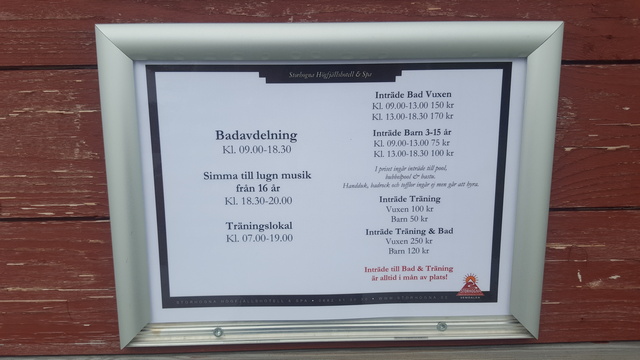 Storhogna Högfjällshotell & Spa
Badavdelning
Kl. 09.00-18.30
Simma till lugn musik
från 16 år
Kl. 18.30-20.00
Träningslokal
Kl. 07.00-19.00
Inträde Bad Vuxen
Kl. 09.00-13.00 150 kr
Kl. 13.00-18.30 170 kr
Inträde Barn 3-15 år
Kl. 09.00-13.00 75 kr
Kl. 13.00-18.30 100 kr
I priset ingår inträde till pool,
bubbelpool & bastu.
Handduk, badrock och tofflor ingår ej men går att hyra.
Inträde Träning
Vuxen 100 kr
Barn 50 kr
Inträde Träning & Bad
Vuxen 250 kr
Barn 120 kr
Inträde till Bad & Träning
är alltid i mån av plats!